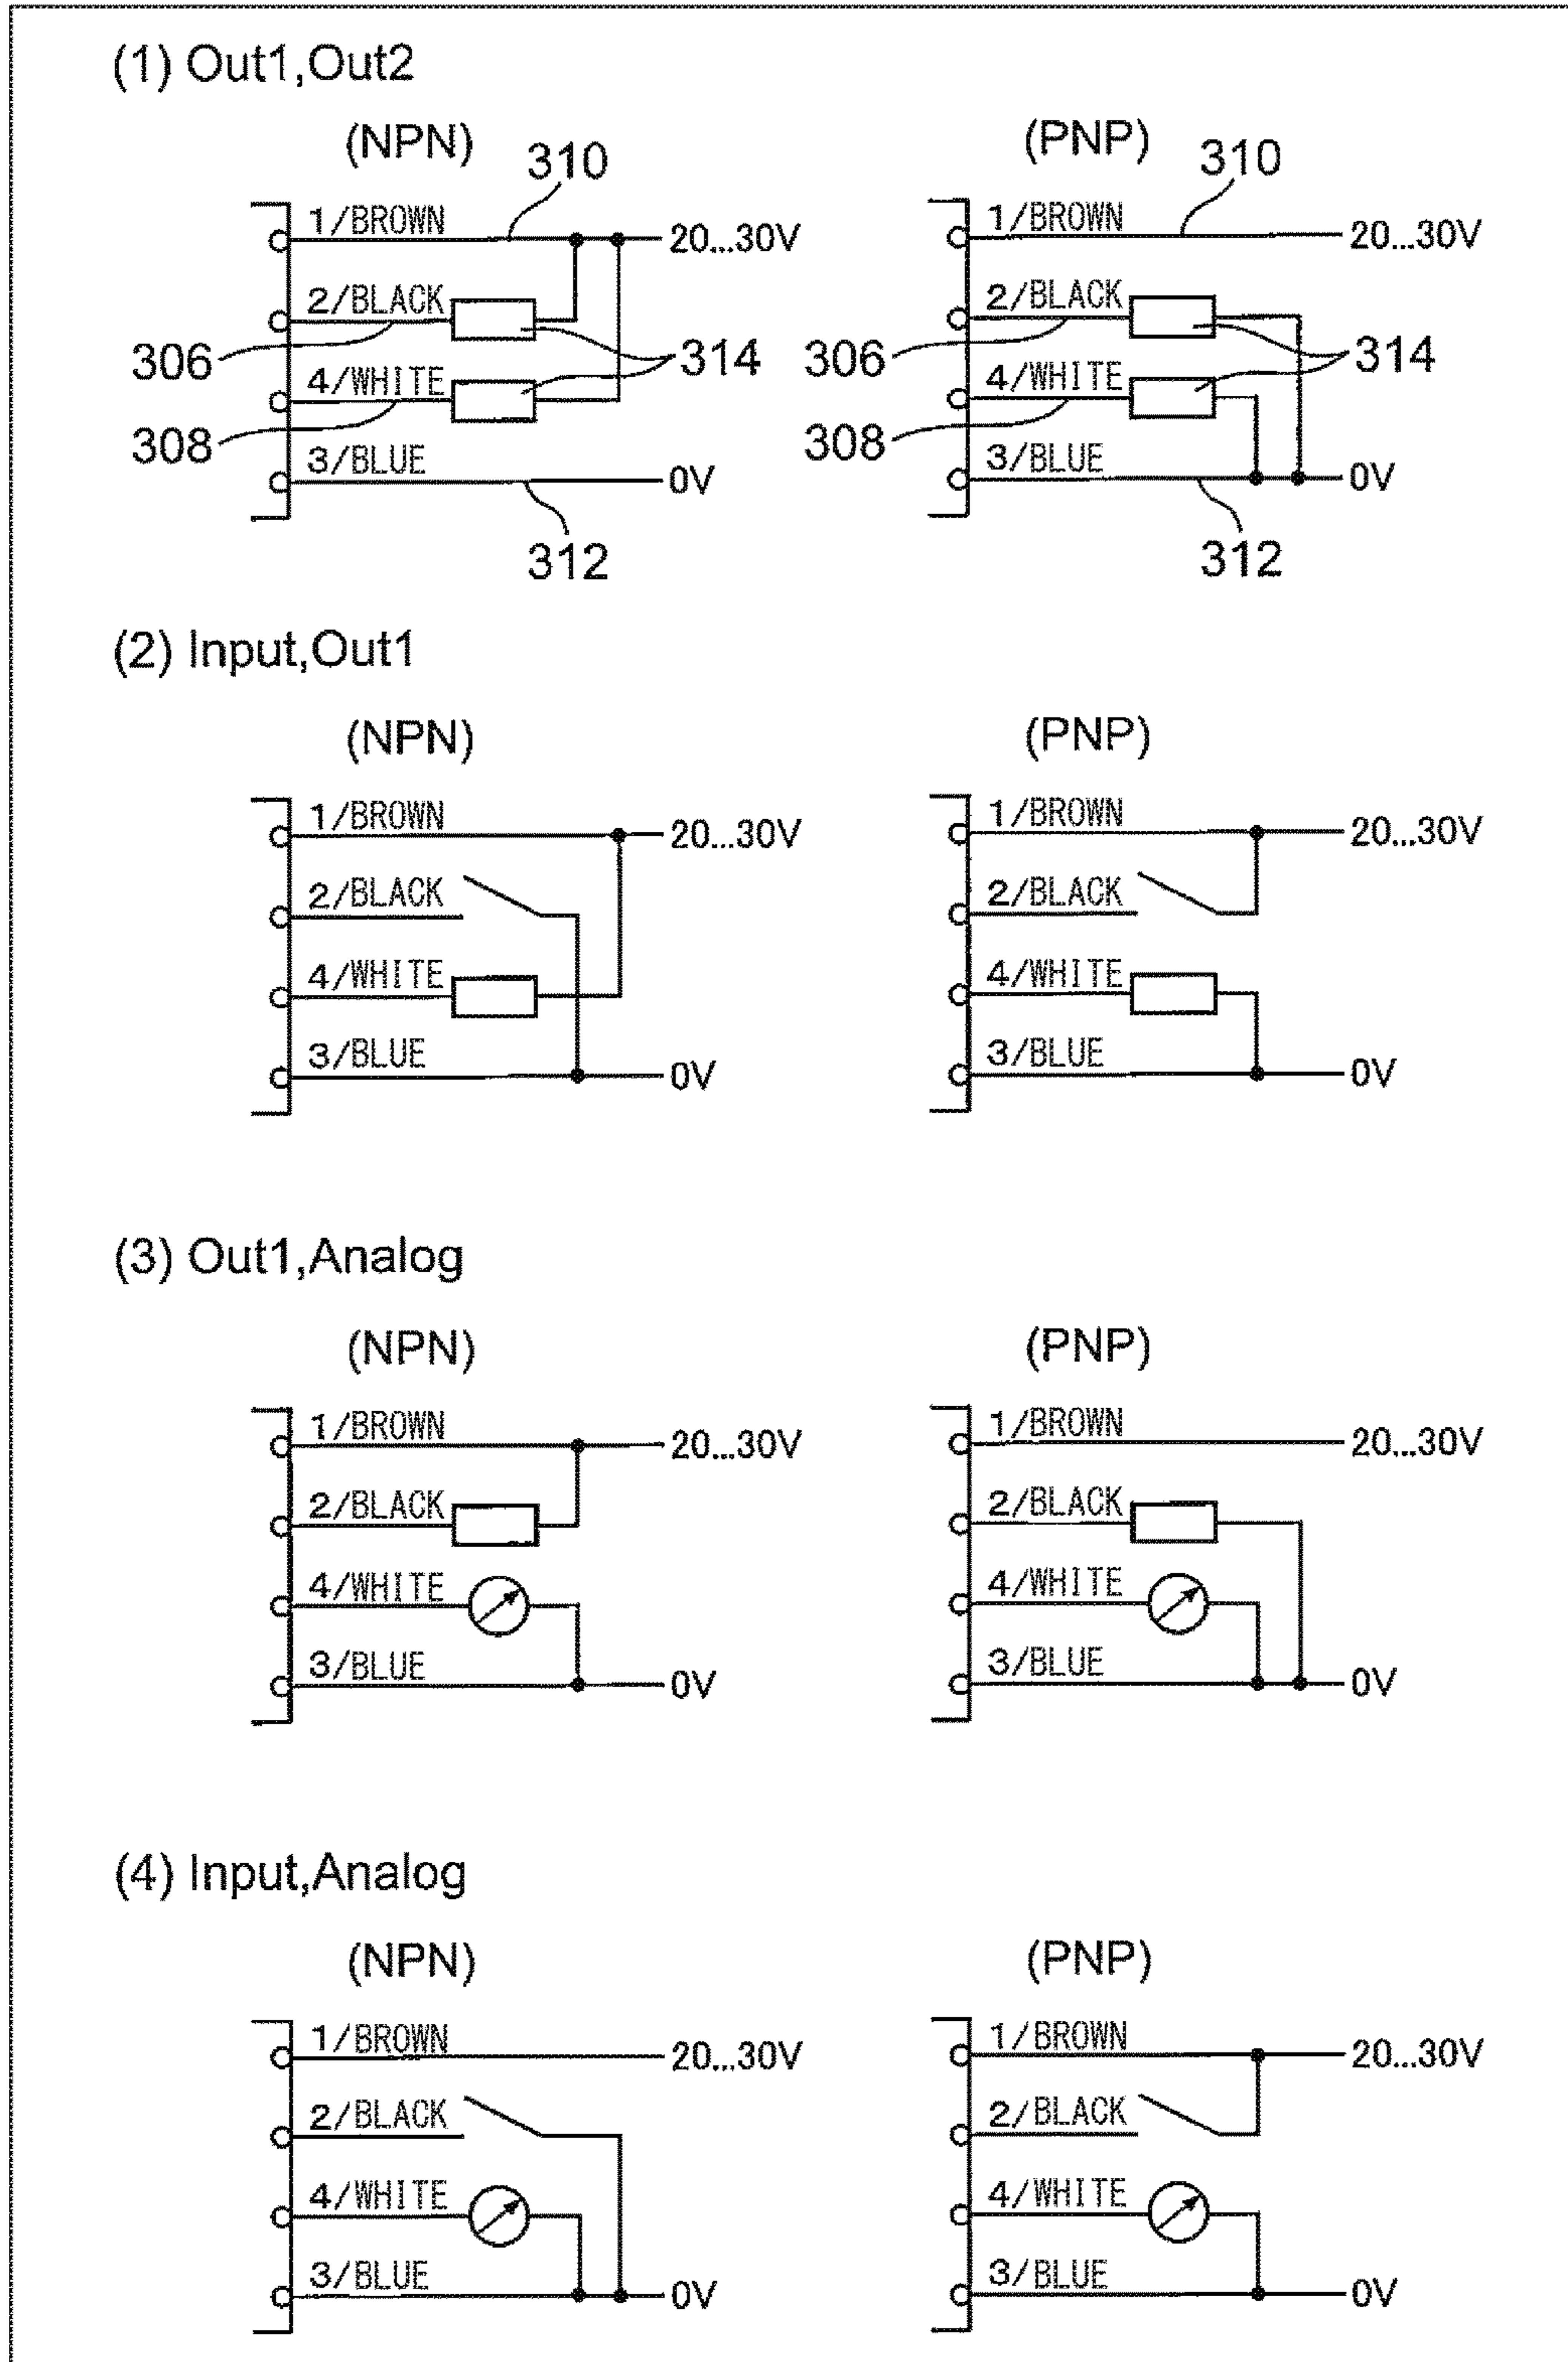 (1) Out1,Out2
(NPN)
310
1/BROWN
20...30V
2/BLACK
306
314
4/WHITE
308
3/BLUE
0V
312
(PNP)
310
1/BROWN
20...30V
2/BLACK
306
314
4/WHITE
308
3/BLUE
0V
312
(2) Input,Out1
(NPN)
1/BROWN
20...30V
2/BLACK
4/WHITE
3/BLUE
0V
(PNP)
1/BROWN
20...30V
2/BLACK
4/WHITE
3/BLUE
0V
(3) Out1,Analog
(NPN)
1/BROWN
20...30V
2/BLACK
4/WHITE
3/BLUE
0V
(PNP)
1/BROWN
20...30V
2/BLACK
4/WHITE
3/BLUE
0V
(4) Input,Analog
(NPN)
1/BROWN
20...30V
2/BLACK
4/WHITE
3/BLUE
0V
(PNP)
1/BROWN
20...30V
2/BLACK
4/WHITE
3/BLUE
0V